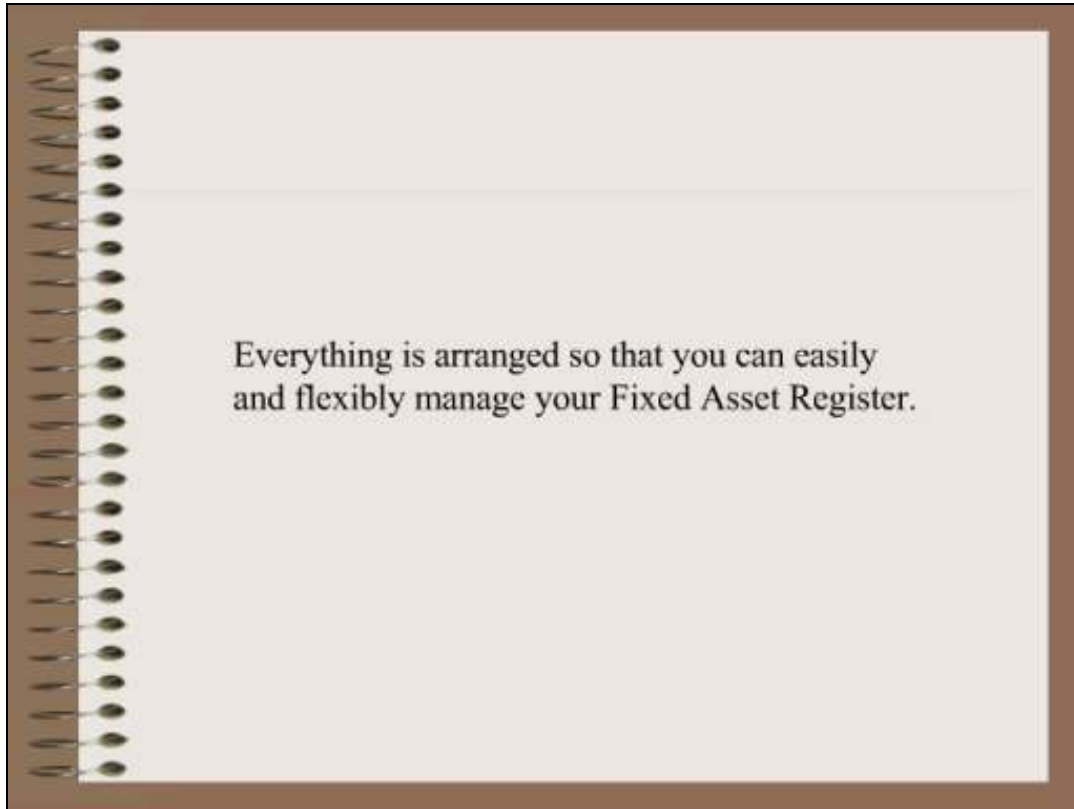 Everything is arranged so that you can easily
and flexibly manage your Fixed Asset Register.